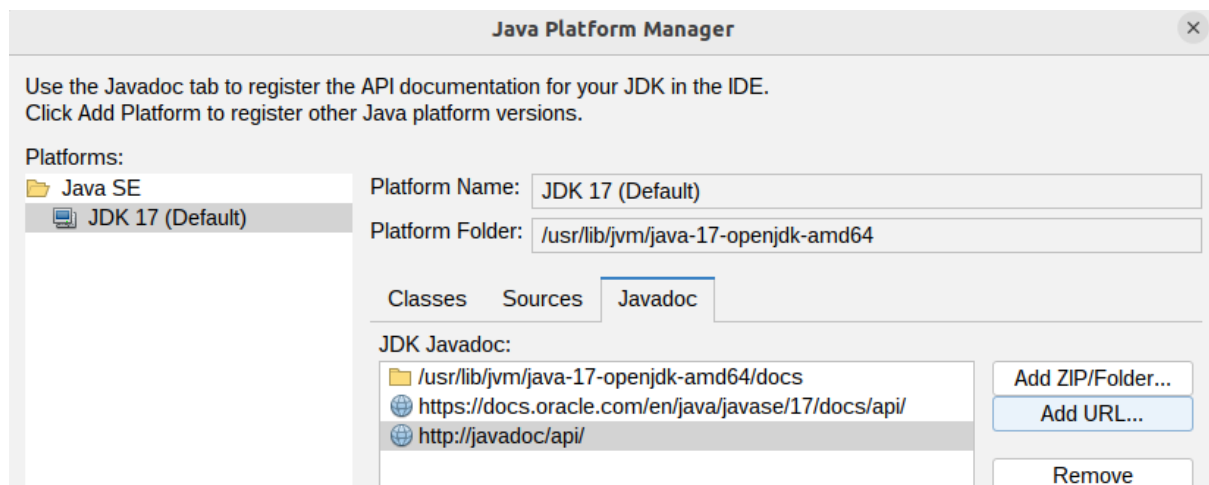 Java Platform Manager
Use the Javadoc tab to register the API documentation for your JDK in the IDE.
Click Add Platform to register other Java platform versions.
Platforms:
Java SE
JDK 17 (Default)
Platform Name: JDK 17 (Default)
Platform Folder: /usr/lib/jvm/java-17-openjdk-amd64
Classes Sources Javadoc
JDK Javadoc:
/usr/lib/jvm/java-17-openjdk-amd64/docs
https://docs.oracle.com/en/java/javase/17/docs/api/
http://javadoc/api/
Add ZIP/Folder...
Add URL...
Remove